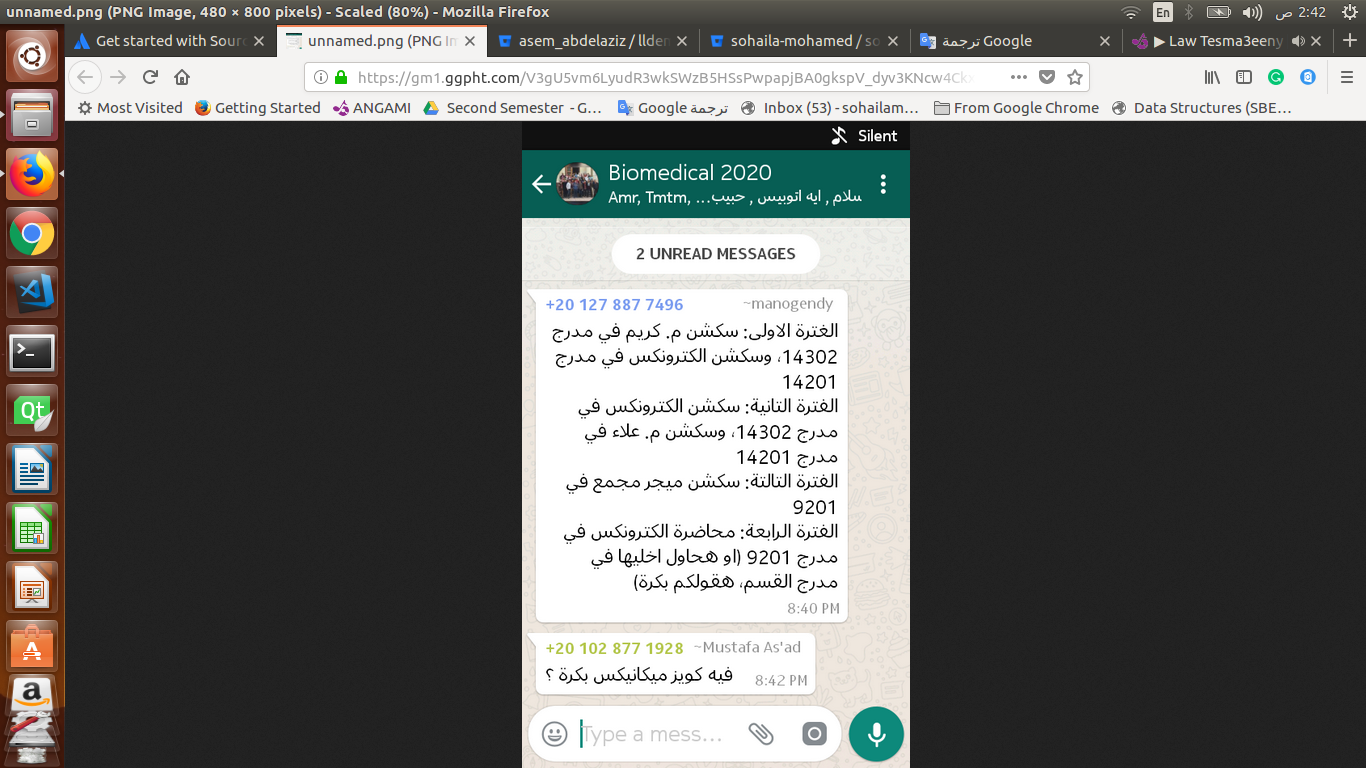 unnamed.png (PNG Image, 480 × 800 pixels) - Scaled (80%) - Mozilla Firefox
En
2:42 ص
Get started with Sour
unnamed.png (PNG In
asem_abdelaziz / llden
sohaila-mohamed / so
ترجمة Google
▶ Law Tesma3eeny
https://gm1.ggpht.com/V3gU5vm6LyudR3wkSWzB5HSsPwpapjBA0gkspV_dyv3KNcw4Ckx
Most Visited
Getting Started
ANGAMI
Second Semester - G…
Google ترجمة
Inbox (53) - sohailam…
From Google Chrome
Data Structures (SBE…
Silent
Biomedical 2020
Amr, Tmtm, سلام , ايه اتوبيس , حبيب…
2 UNREAD MESSAGES
+20 127 887 7496
~manogendy
الغترة الاولى: سكشن م. كريم في مدرج
14302، وسكشن الكترونكس في مدرج
14201
الفترة التانية: سكشن الكترونكس في
مدرج 14302، وسكشن م. علاء في
مدرج 14201
الفترة التالتة: سكشن ميجر مجمع في
9201
الفترة الرابعة: محاضرة الكترونكس في
مدرج 9201 (او هحاول اخليها في
مدرج القسم، هقولكم بكرة)
8:40 PM
+20 102 877 1928
~Mustafa As'ad
فيه كويز ميكانيكس بكرة ؟
8:42 PM
Type a mess...
Qt
A
a